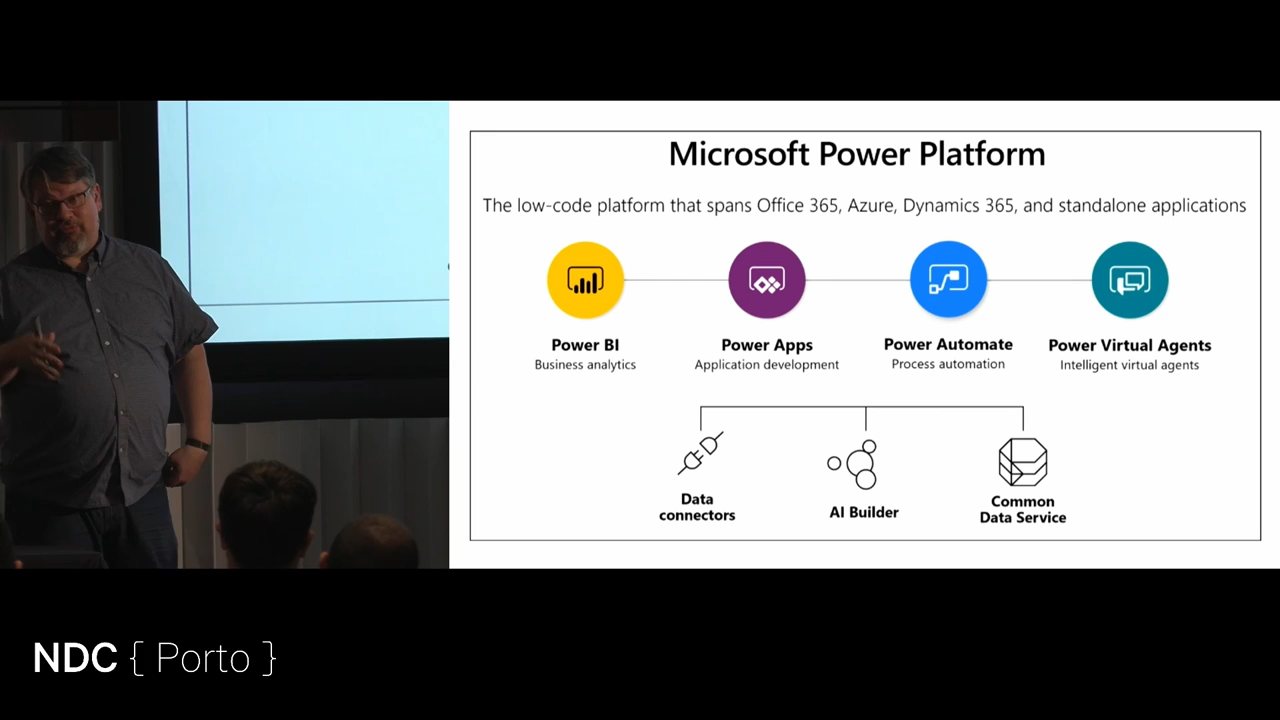 Microsoft Power Platform
The low-code platform that spans Office 365, Azure, Dynamics 365, and standalone applications
Power BI
Business analytics
Power Apps
Application development
Power Automate
Process automation
Power Virtual Agents
Intelligent virtual agents
Data
connectors
AI Builder
Common
Data Service
NDC { Porto }